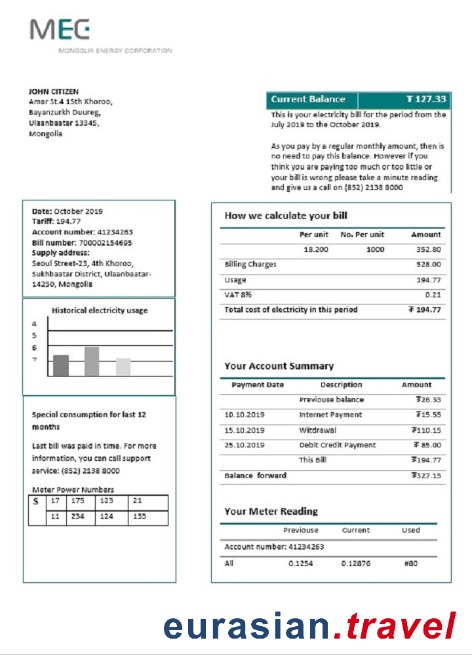 MEC
MONGOLIA ENERGY CORPORATION
JOHN CITIZEN
Amar St.4 15th Khoroo,
Bayanzurkh Duureg,
Ulaanbaatar 13345,
Mongolia
Current Balance ₮ 127.33
This is your electricity bill for the period from the
July 2019 to the October 2019.
As you pay by a regular monthly amount, then is
no need to pay this balance. However if you
think you are paying too much or too little or
your bill is wrong please take a minute reading
and give us a call on (852) 2138 8000
Date: October 2019
Tariff: 194.77
Account number: 41234263
Bill number: 700002154695
Supply address:
Seoul Street-23, 4th Khoroo,
Sukhbaatar District, Ulaanbaatar-
14250, Mongolia
Historical electricity usage
4
5
6
7
Special consumption for last 12
months
Last bill was paid in time. For more
information, you can call support
service: (852) 2138 8000
Meter Power Numbers
S 17 175 123 21
11 254 124 155
How we calculate your bill
Per unit No. Per unit Amount
18.200 1000 352.80
Billing Charges 528.00
Usage 194.77
VAT 8% 0.21
Total cost of electricity in this period ₮ 194.77
Your Account Summary
Payment Date Description Amount
Previouse balance ₮26.33
10.10.2019 Internet Payment ₮15.55
15.10.2019 Witdrawal ₮110.15
25.10.2019 Debit Credit Payment ₮ 85.00
This Bill ₮194.77
Balance forward ₮327.15
Your Meter Reading
Previouse Current Used
Account number: 41234263
All 0.1254 0.12876 #80
eurasian.travel